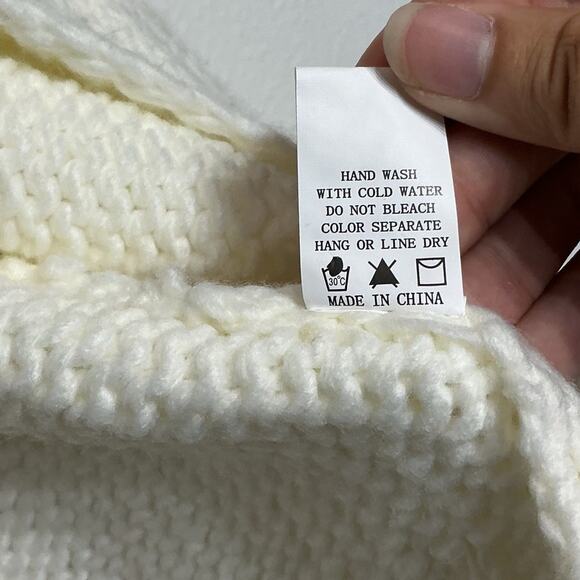 HAND WASH
WITH COLD WATER
DO NOT BLEACH
COLOR SEPARATE
HANG OR LINE DRY
30°C
MADE IN CHINA